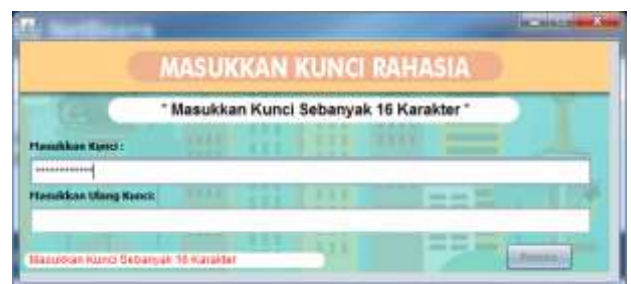 MASUKKAN KUNCI RAHASIA
" Masukkan Kunci Sebanyak 16 Karakter "
Masukkan Kunci :
Masukkan Ulang Kunci:
Masukkan Kunci Sebanyak 16 Karakter